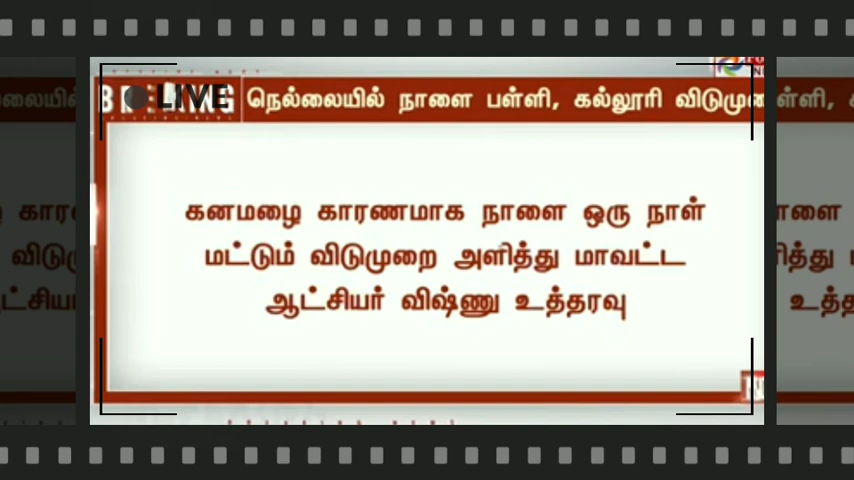 LIVE
நெல்லையில் நாளை பள்ளி, கல்லூரி
கனமழை காரணமாக நாளை ஒரு நாள்
மட்டும் விடுமுறை அளித்து மாவட்ட
ஆட்சியர் விஷ்ணு உத்தரவு